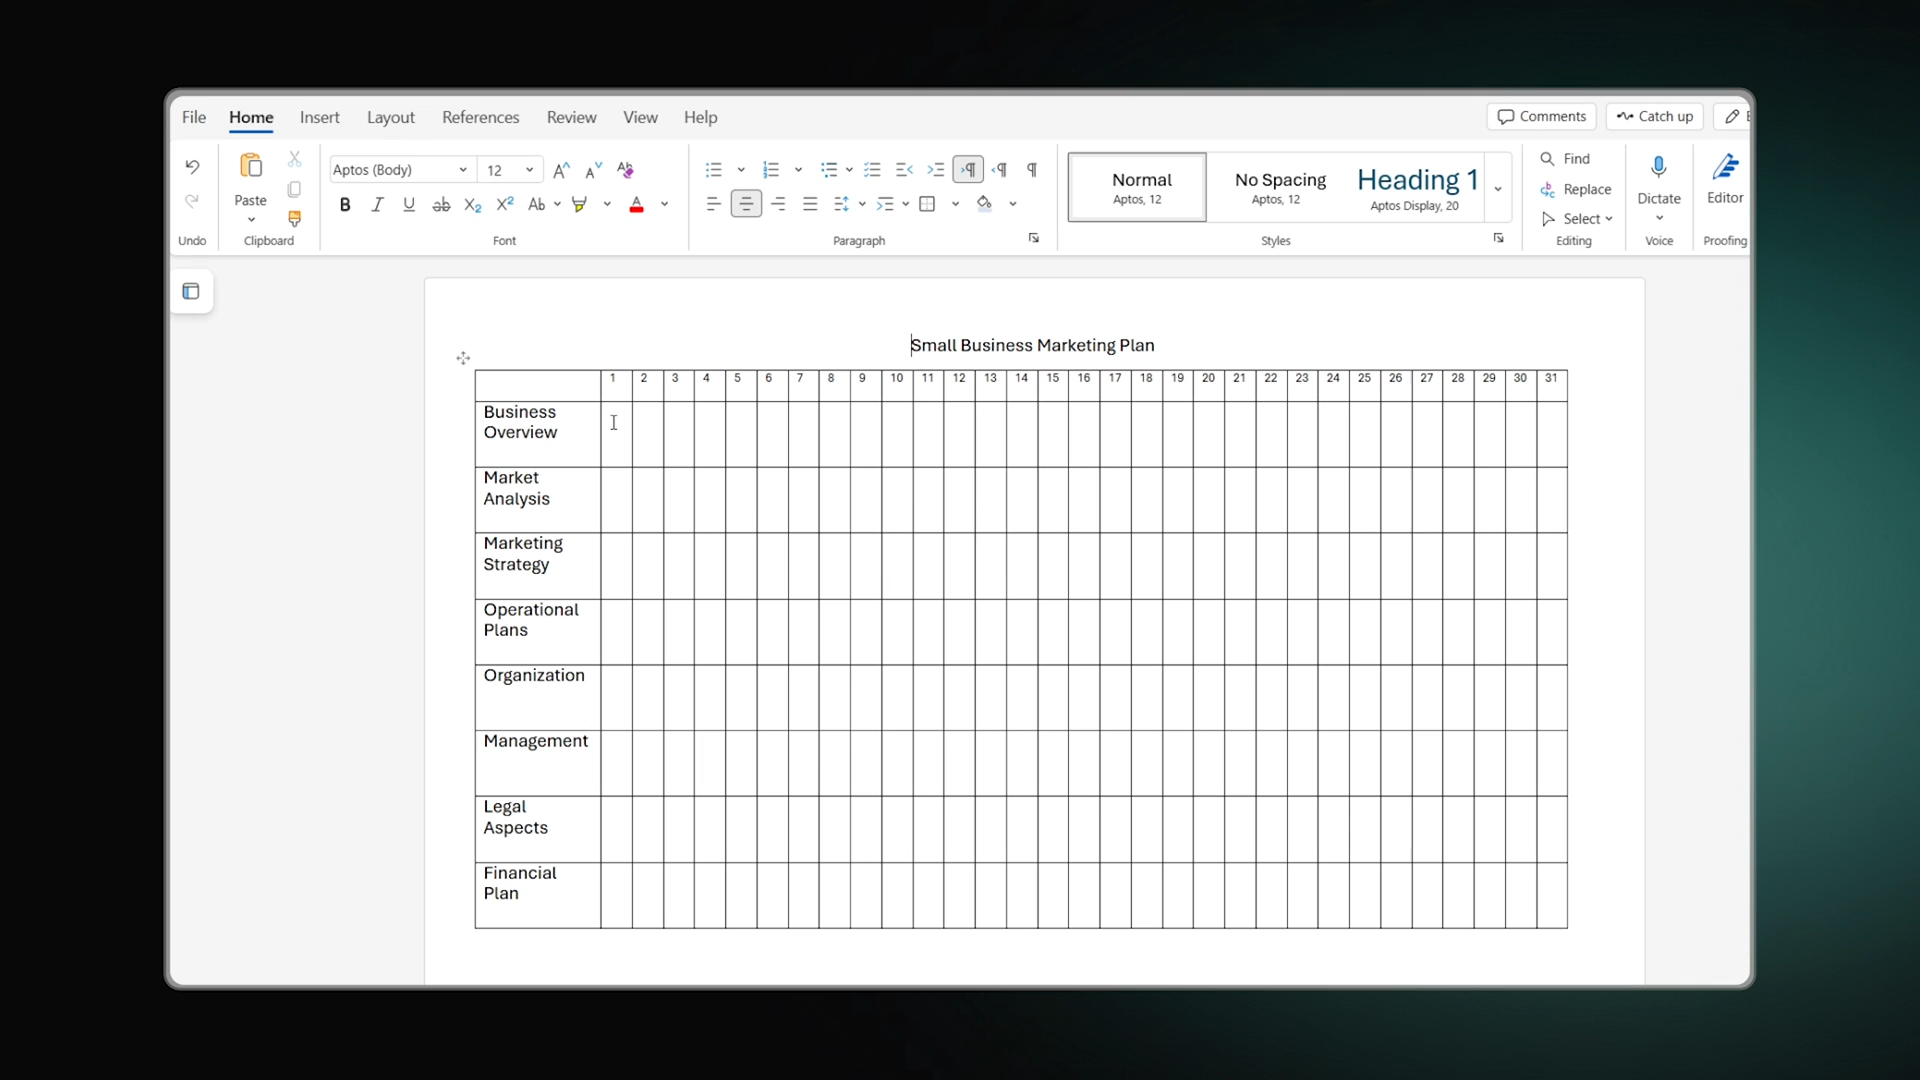 File Home Insert Layout References Review View Help Comments Catch up
Aptos (Body) 12
Paste
Normal
Aptos, 12
No Spacing
Aptos, 12
Heading 1
Aptos Display, 20
Find
Replace
Select
Dictate
Editor
Undo Clipboard Font Paragraph Styles Editing Voice Proofing
Small Business Marketing Plan
1 2 3 4 5 6 7 8 9 10 11 12 13 14 15 16 17 18 19 20 21 22 23 24 25 26 27 28 29 30 31
Business
Overview
Market
Analysis
Marketing
Strategy
Operational
Plans
Organization
Management
Legal
Aspects
Financial
Plan